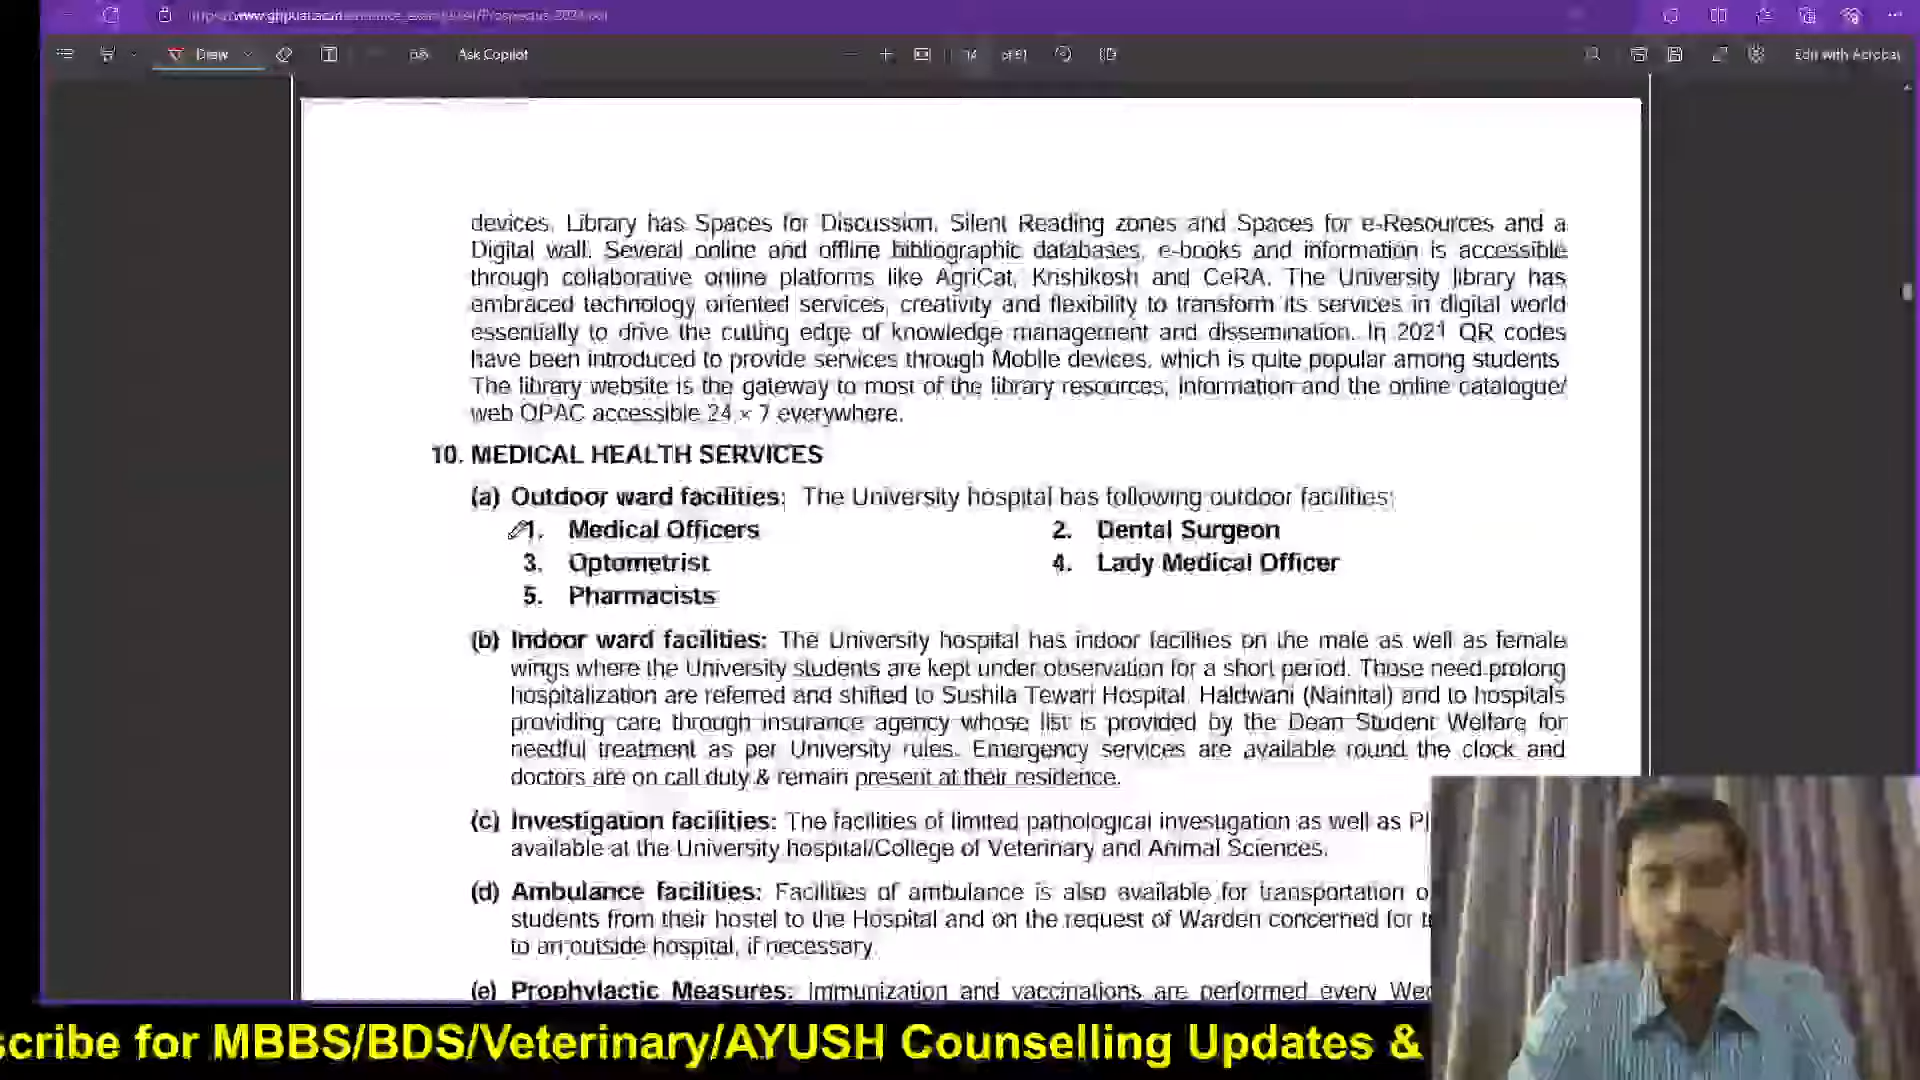 Draw
Ask Copilot
14 of 61
Edit with Acrobat
devices. Library has Spaces for Discussion, Silent Reading zones and Spaces for e-Resources and a
Digital wall. Several online and offline bibliographic databases, e-books and information is accessible
through collaborative online platforms like AgriCat, Krishikosh and CeRA. The University library has
embraced technology oriented services, creativity and flexibility to transform its services in digital world
essentially to drive the cutting edge of knowledge management and dissemination. In 2021 QR codes
have been introduced to provide services through Mobile devices, which is quite popular among students
The library website is the gateway to most of the library resources, information and the online catalogue/
web OPAC accessible 24 × 7 everywhere.
10. MEDICAL HEALTH SERVICES
(a) Outdoor ward facilities: The University hospital has following outdoor facilities:
1. Medical Officers 2. Dental Surgeon
3. Optometrist 4. Lady Medical Officer
5. Pharmacists
(b) Indoor ward facilities: The University hospital has indoor facilities on the male as well as female
wings where the University students are kept under observation for a short period. Those need prolong
hospitalization are referred and shifted to Sushila Tewari Hospital, Haldwani (Nainital) and to hospitals
providing care through insurance agency whose list is provided by the Dean Student Welfare for
needful treatment as per University rules. Emergency services are available round the clock and
doctors are on call duty & remain present at their residence.
(c) Investigation facilities: The facilities of limited pathological investigation as well as
available at the University hospital/College of Veterinary and Animal Sciences.
(d) Ambulance facilities: Facilities of ambulance is also available for transportation
students from their hostel to the Hospital and on the request of Warden concerned for
to an outside hospital, if necessary.
(e) Prophylactic Measures: Immunization and vaccinations are performed every
scribe for MBBS/BDS/Veterinary/AYUSH Counselling Updates &